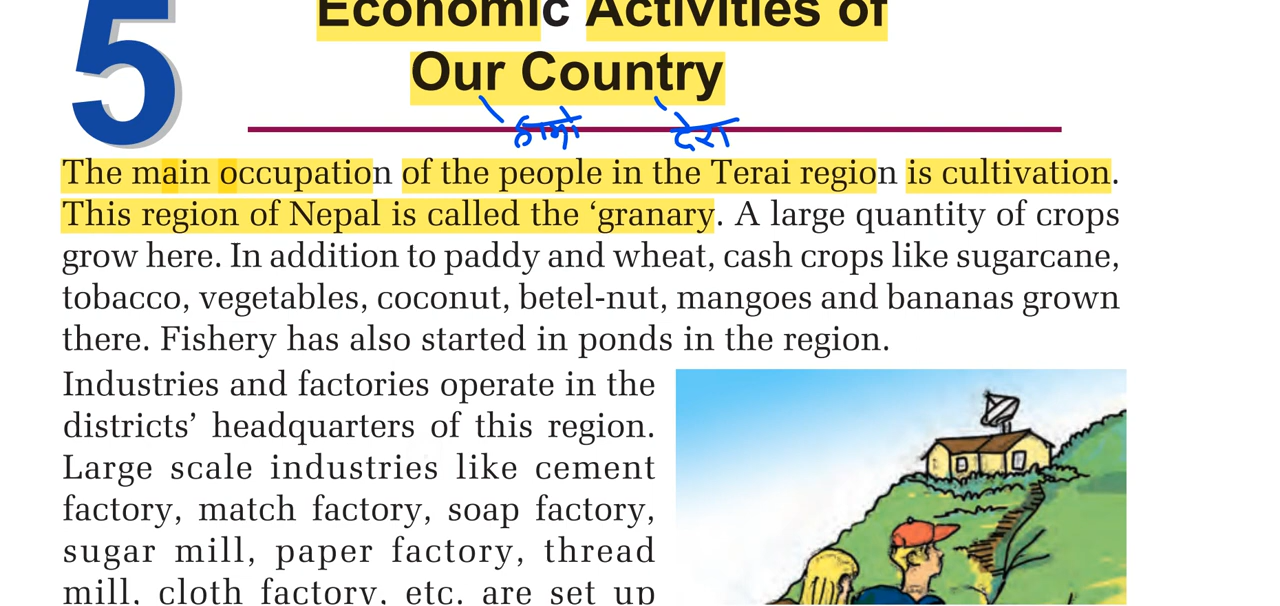 5
Economic Activities of
Our Country
हाम्रो देश
The main occupation of the people in the Terai region is cultivation.
This region of Nepal is called the ‘granary. A large quantity of crops
grow here. In addition to paddy and wheat, cash crops like sugarcane,
tobacco, vegetables, coconut, betel-nut, mangoes and bananas grown
there. Fishery has also started in ponds in the region.
Industries and factories operate in the
districts’ headquarters of this region.
Large scale industries like cement
factory, match factory, soap factory,
sugar mill, paper factory, thread
mill, cloth factory, etc. are set up